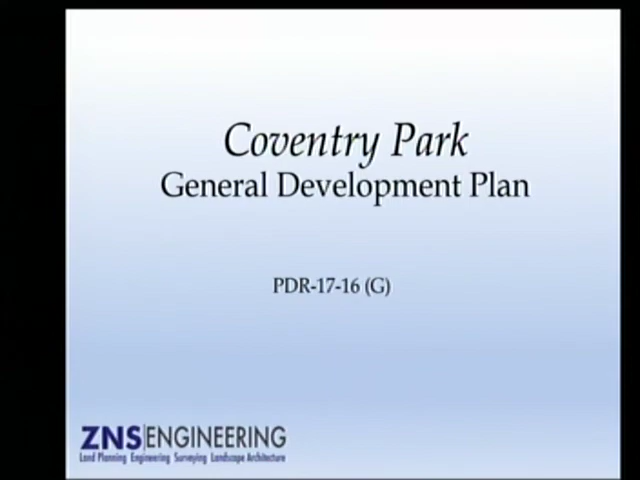 Coventry Park
General Development Plan
PDR-17-16 (G)
ZNS ENGINEERING
Land Planning Engineering Surveying Landscape Architecture